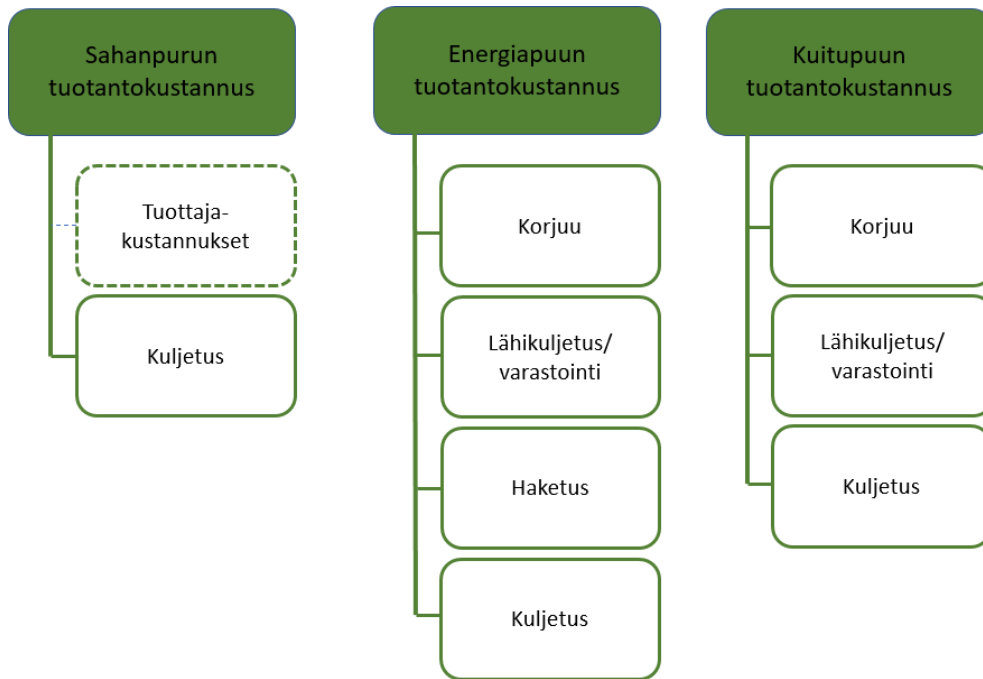 Sahanpurun
tuotantokustannus
Tuottaja-
kustannukset
Kuljetus
Energiapuun
tuotantokustannus
Korjuu
Lähikuljetus/
varastointi
Haketus
Kuljetus
Kuitupuun
tuotantokustannus
Korjuu
Lähikuljetus/
varastointi
Kuljetus